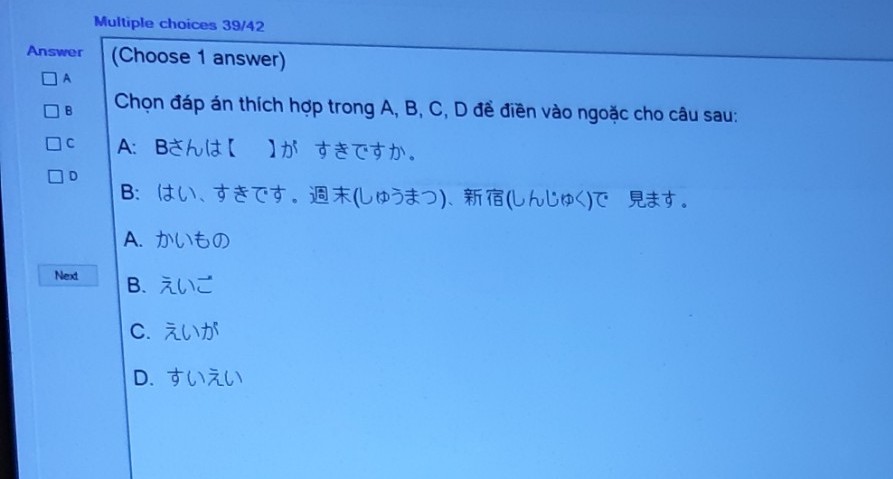 Multiple choices 39/42
Answer
(Choose 1 answer)
A
B
C
D
Next
Chọn đáp án thích hợp trong A, B, C, D để điền vào ngoặc cho câu sau:
A: Bさんは【 】が すきですか。
B: はい、すきです。週末(しゅうまつ)、新宿(しんじゅく)で 見ます。
A. かいもの
B. えいご
C. えいが
D. すいえい